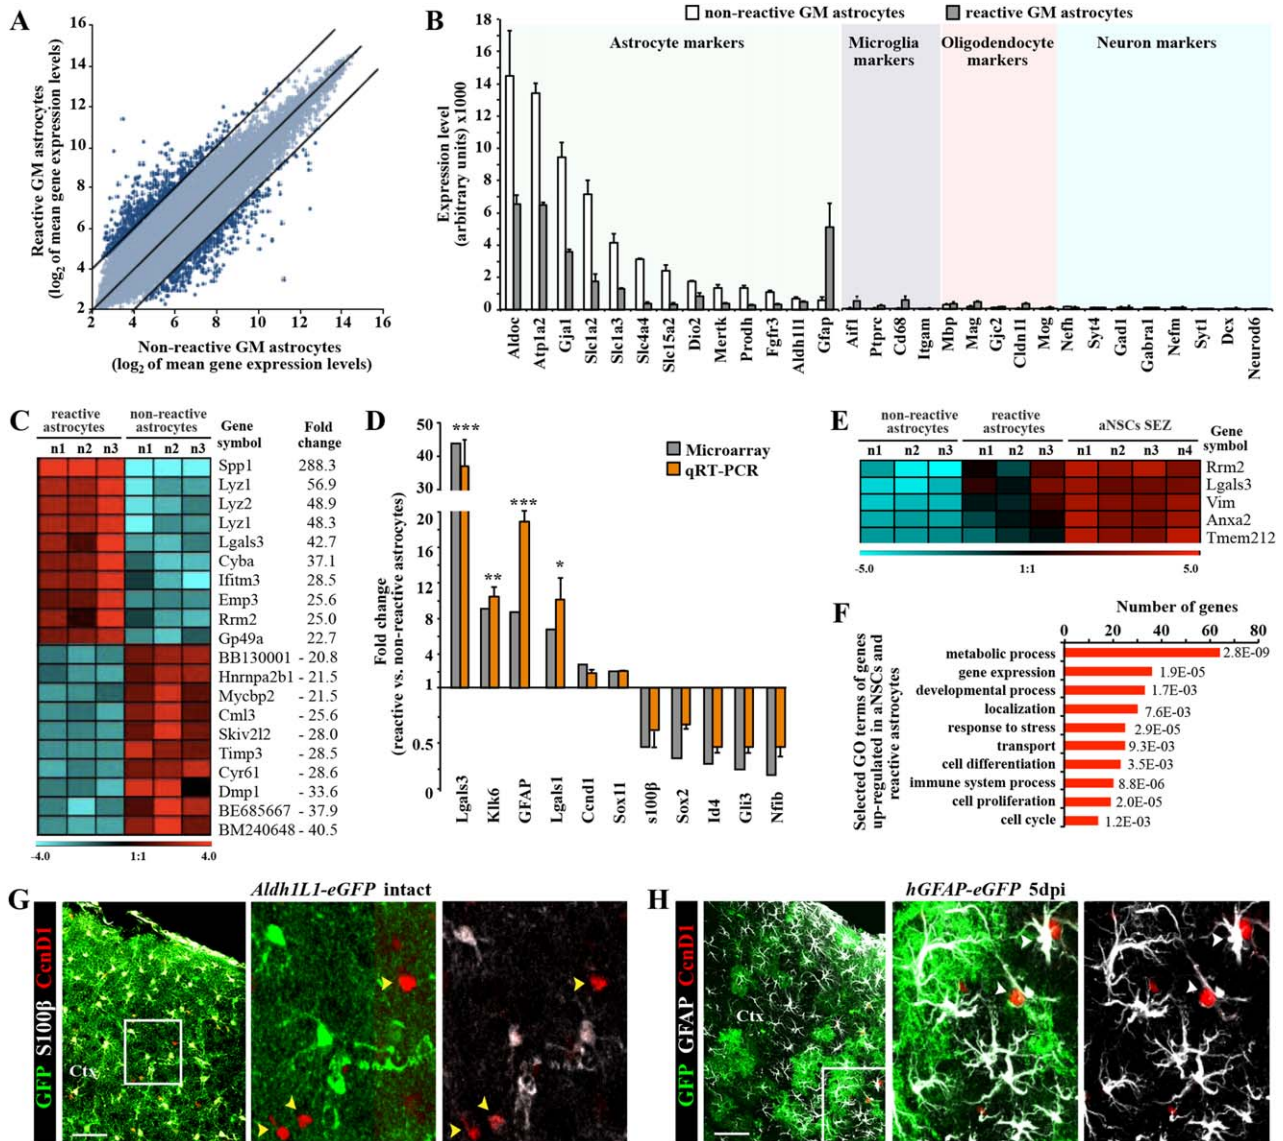 A
Reactive GM astrocytes
(log2 of mean gene expression levels)
16
14
12
10
8
6
4
2
2 4 6 8 10 12 14 16
Non-reactive GM astrocytes
(log2 of mean gene expression levels)
B
non-reactive GM astrocytes
reactive GM astrocytes
Expression level
(arbitrary units) x1000
18
16
14
12
10
8
6
4
2
0
Astrocyte markers
Microglia
markers
Oligodendocyte
markers
Neuron markers
Aldoc
Atp1a2
Gja1
Slc1a2
Slc1a3
Slc4a4
Slc15a2
Dio2
Mertk
Prodh
Fgfr3
Aldh1l1
Gfap
Aif1
Ptprc
Cd68
Itgam
Mbp
Mag
Gjc2
Cldn11
Mog
Nefh
Syt4
Gad1
Gabra1
Nefm
Syt1
Dcx
Neurod6
C
reactive
astrocytes
non-reactive
astrocytes
Gene
symbol
Fold
change
n1 n2 n3 n1 n2 n3
Spp1 288.3
Lyz1 56.9
Lyz2 48.9
Lyz1 48.3
Lgals3 42.7
Cyba 37.1
Ifitm3 28.5
Emp3 25.6
Rrm2 25.0
Gp49a 22.7
BB130001 - 20.8
Hnrnpa2b1 - 21.5
Mycbp2 - 21.5
Cml3 - 25.6
Skiv2l2 - 28.0
Timp3 - 28.5
Cyr61 - 28.6
Dmp1 - 33.6
BE685667 - 37.9
BM240648 - 40.5
-4.0 1:1 4.0
D
Fold change
(reactive vs. non-reactive astrocytes)
50
40
30
20
16
12
8
4
1
0.5
0
***
**
***
*
Microarray
qRT-PCR
Lgals3
Klk6
GFAP
Lgals1
Ccnd1
Sox11
s100β
Sox2
Id4
Gli3
Nfib
E
non-reactive
astrocytes
reactive
astrocytes
aNSCs SEZ
Gene
symbol
n1 n2 n3 n1 n2 n3 n1 n2 n3 n4
Rrm2
Lgals3
Vim
Anxa2
Tmem212
-5.0 1:1 5.0
F
Number of genes
0 20 40 60 80
Selected GO terms of genes
up-regulated in aNSCs and
reactive astrocytes
metabolic process 2.8E-09
gene expression 1.9E-05
developmental process 1.7E-03
localization 7.6E-03
response to stress 2.9E-05
transport 9.3E-03
cell differentiation 3.5E-03
immune system process 8.8E-06
cell proliferation 2.0E-05
cell cycle 1.2E-03
G
Aldh1L1-eGFP intact
GFP S100β CcnD1
Ctx
H
hGFAP-eGFP 5dpi
GFP GFAP CcnD1
Ctx